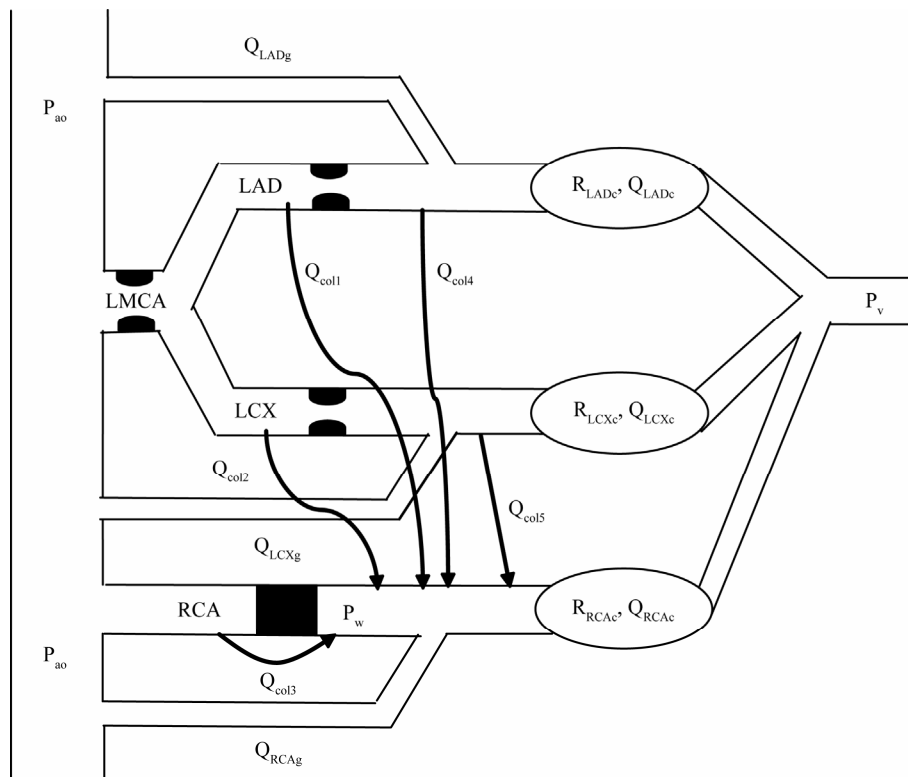 Q_LADg
P_ao
LAD
R_LADc, Q_LADc
Q_col1
Q_col4
LMCA
P_v
LCX
R_LCXc, Q_LCXc
Q_col2
Q_col5
Q_LCXg
RCA
P_w
R_RCAc, Q_RCAc
P_ao
Q_col3
Q_RCAg